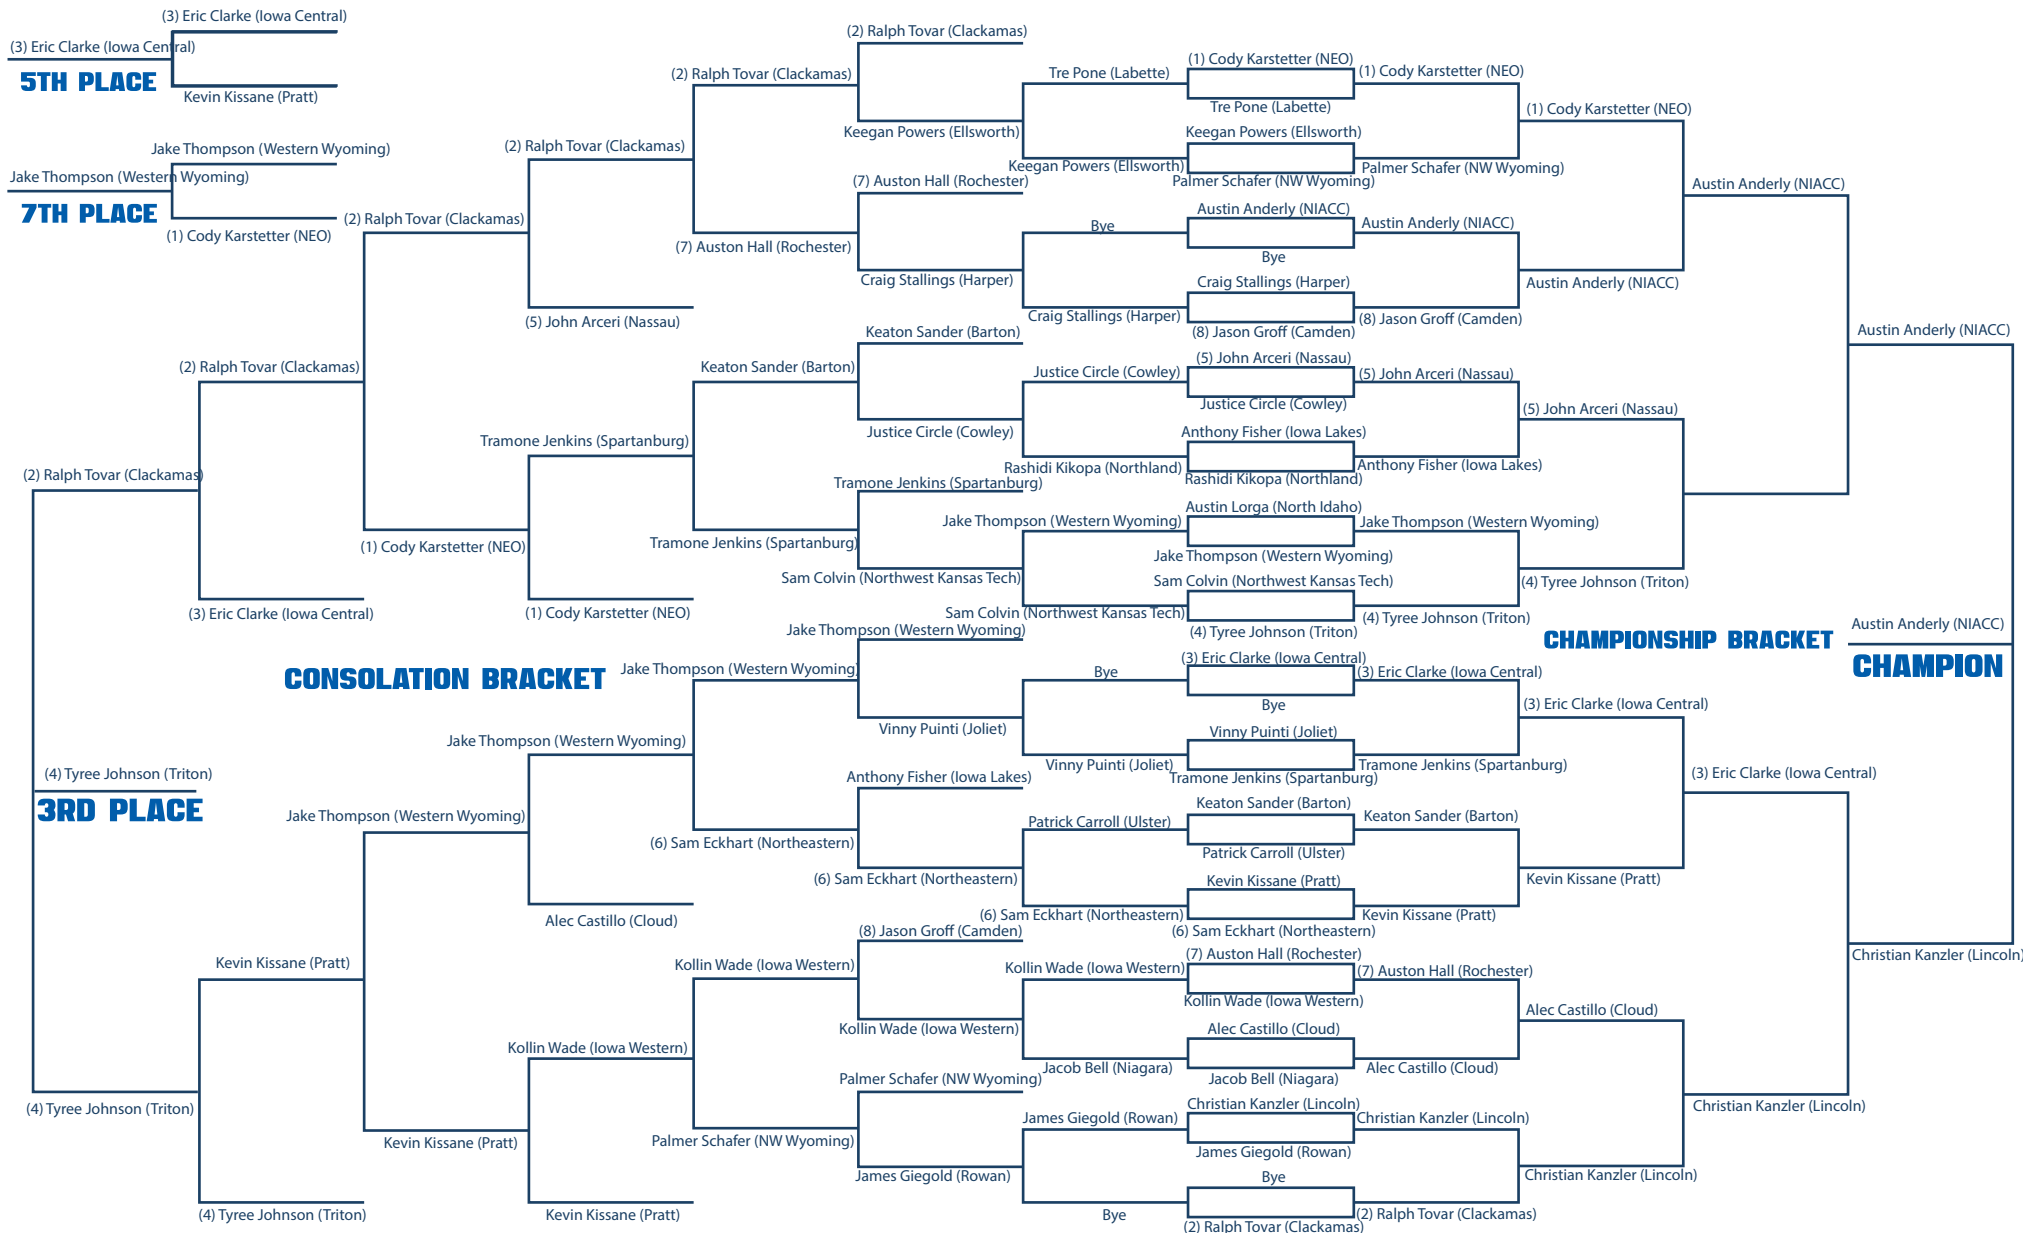 (3) Eric Clarke (Iowa Central)
(3) Eric Clarke (Iowa Central)
5TH PLACE
Kevin Kissane (Pratt)
Jake Thompson (Western Wyoming)
Jake Thompson (Western Wyoming)
7TH PLACE
(1) Cody Karstetter (NEO)
(2) Ralph Tovar (Clackamas)
(4) Tyree Johnson (Triton)
3RD PLACE
(4) Tyree Johnson (Triton)
(2) Ralph Tovar (Clackamas)
(3) Eric Clarke (Iowa Central)
Kevin Kissane (Pratt)
(4) Tyree Johnson (Triton)
(2) Ralph Tovar (Clackamas)
(1) Cody Karstetter (NEO)
CONSOLATION BRACKET
Jake Thompson (Western Wyoming)
Kevin Kissane (Pratt)
(2) Ralph Tovar (Clackamas)
(5) John Arceri (Nassau)
Tramone Jenkins (Spartanburg)
(1) Cody Karstetter (NEO)
Jake Thompson (Western Wyoming)
Alec Castillo (Cloud)
Kollin Wade (Iowa Western)
Kevin Kissane (Pratt)
(2) Ralph Tovar (Clackamas)
(7) Auston Hall (Rochester)
Keaton Sander (Barton)
Tramone Jenkins (Spartanburg)
Jake Thompson (Western Wyoming)
(6) Sam Eckhart (Northeastern)
Kollin Wade (Iowa Western)
Palmer Schafer (NW Wyoming)
(2) Ralph Tovar (Clackamas)
Keegan Powers (Ellsworth)
(7) Auston Hall (Rochester)
Craig Stallings (Harper)
Keaton Sander (Barton)
Justice Circle (Cowley)
Tramone Jenkins (Spartanburg)
Sam Colvin (Northwest Kansas Tech)
Jake Thompson (Western Wyoming)
Vinny Puinti (Joliet)
Anthony Fisher (Iowa Lakes)
(6) Sam Eckhart (Northeastern)
(8) Jason Groff (Camden)
Kollin Wade (Iowa Western)
Palmer Schafer (NW Wyoming)
James Giegold (Rowan)
Tre Pone (Labette)
Keegan Powers (Ellsworth)
Bye
Craig Stallings (Harper)
Justice Circle (Cowley)
Rashidi Kikopa (Northland)
Jake Thompson (Western Wyoming)
Sam Colvin (Northwest Kansas Tech)
Bye
Vinny Puinti (Joliet)
Patrick Carroll (Ulster)
(6) Sam Eckhart (Northeastern)
Kollin Wade (Iowa Western)
Jacob Bell (Niagara)
James Giegold (Rowan)
Bye
(1) Cody Karstetter (NEO)
Tre Pone (Labette)
Keegan Powers (Ellsworth)
Palmer Schafer (NW Wyoming)
Austin Anderly (NIACC)
Bye
Craig Stallings (Harper)
(8) Jason Groff (Camden)
(5) John Arceri (Nassau)
Justice Circle (Cowley)
Anthony Fisher (Iowa Lakes)
Rashidi Kikopa (Northland)
Austin Lorga (North Idaho)
Jake Thompson (Western Wyoming)
Sam Colvin (Northwest Kansas Tech)
(4) Tyree Johnson (Triton)
(3) Eric Clarke (Iowa Central)
Bye
Vinny Puinti (Joliet)
Tramone Jenkins (Spartanburg)
Keaton Sander (Barton)
Patrick Carroll (Ulster)
Kevin Kissane (Pratt)
(6) Sam Eckhart (Northeastern)
(7) Auston Hall (Rochester)
Kollin Wade (Iowa Western)
Alec Castillo (Cloud)
Jacob Bell (Niagara)
Christian Kanzler (Lincoln)
James Giegold (Rowan)
Bye
(2) Ralph Tovar (Clackamas)
(1) Cody Karstetter (NEO)
Palmer Schafer (NW Wyoming)
Austin Anderly (NIACC)
(8) Jason Groff (Camden)
(5) John Arceri (Nassau)
Anthony Fisher (Iowa Lakes)
Jake Thompson (Western Wyoming)
(4) Tyree Johnson (Triton)
(3) Eric Clarke (Iowa Central)
Tramone Jenkins (Spartanburg)
Keaton Sander (Barton)
Kevin Kissane (Pratt)
(7) Auston Hall (Rochester)
Alec Castillo (Cloud)
Christian Kanzler (Lincoln)
(2) Ralph Tovar (Clackamas)
(1) Cody Karstetter (NEO)
Austin Anderly (NIACC)
(5) John Arceri (Nassau)
(4) Tyree Johnson (Triton)
CHAMPIONSHIP BRACKET
(3) Eric Clarke (Iowa Central)
Kevin Kissane (Pratt)
Alec Castillo (Cloud)
Christian Kanzler (Lincoln)
Austin Anderly (NIACC)
(3) Eric Clarke (Iowa Central)
Christian Kanzler (Lincoln)
Austin Anderly (NIACC)
Austin Anderly (NIACC)
CHAMPION
Christian Kanzler (Lincoln)